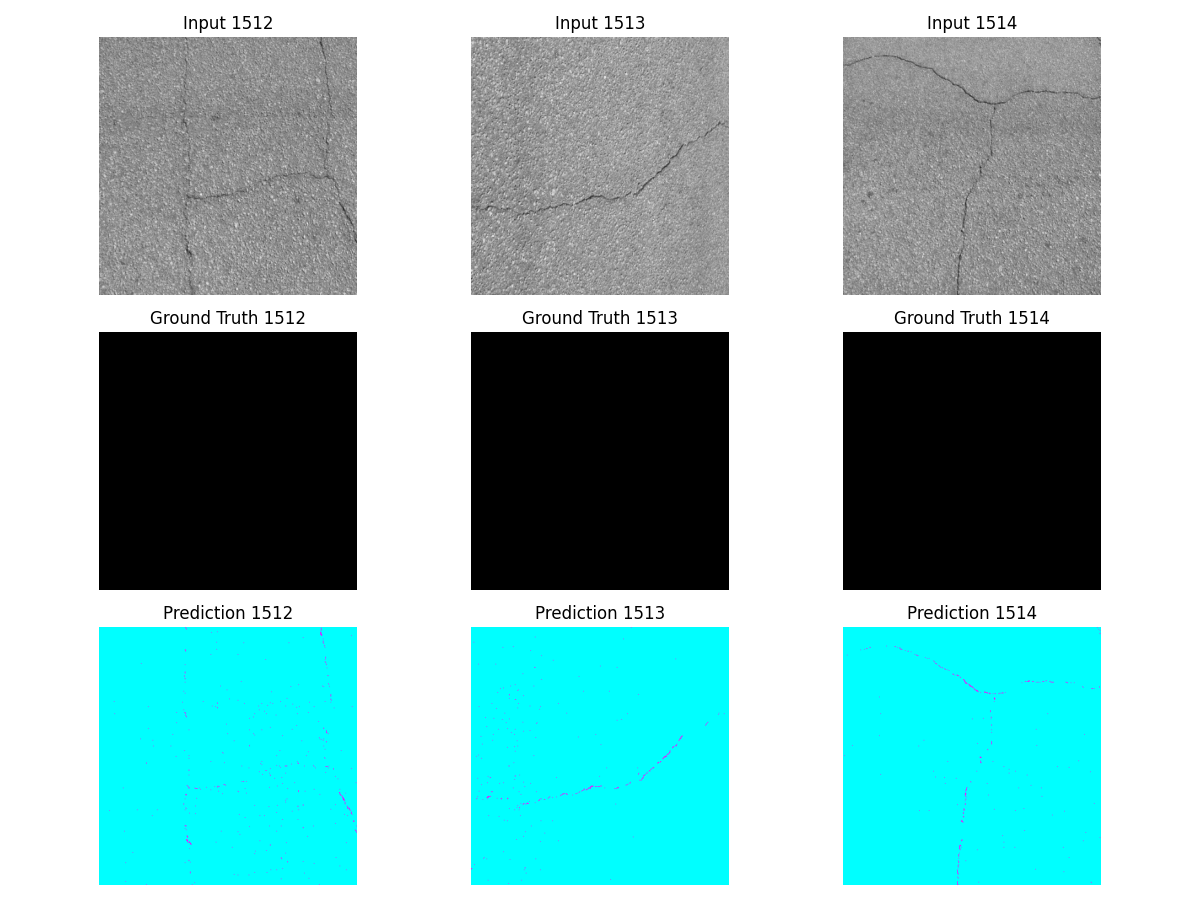 Input 1512
Input 1513
Input 1514
Ground Truth 1512
Ground Truth 1513
Ground Truth 1514
Prediction 1512
Prediction 1513
Prediction 1514